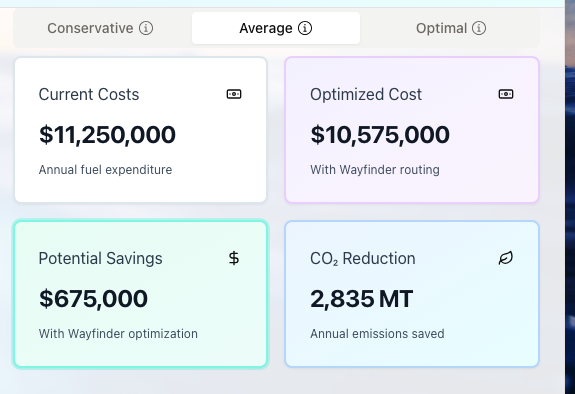 Conservative
Average
Optimal
Current Costs
$11,250,000
Annual fuel expenditure
Optimized Cost
$10,575,000
With Wayfinder routing
Potential Savings
$675,000
With Wayfinder optimization
CO₂ Reduction
2,835 MT
Annual emissions saved